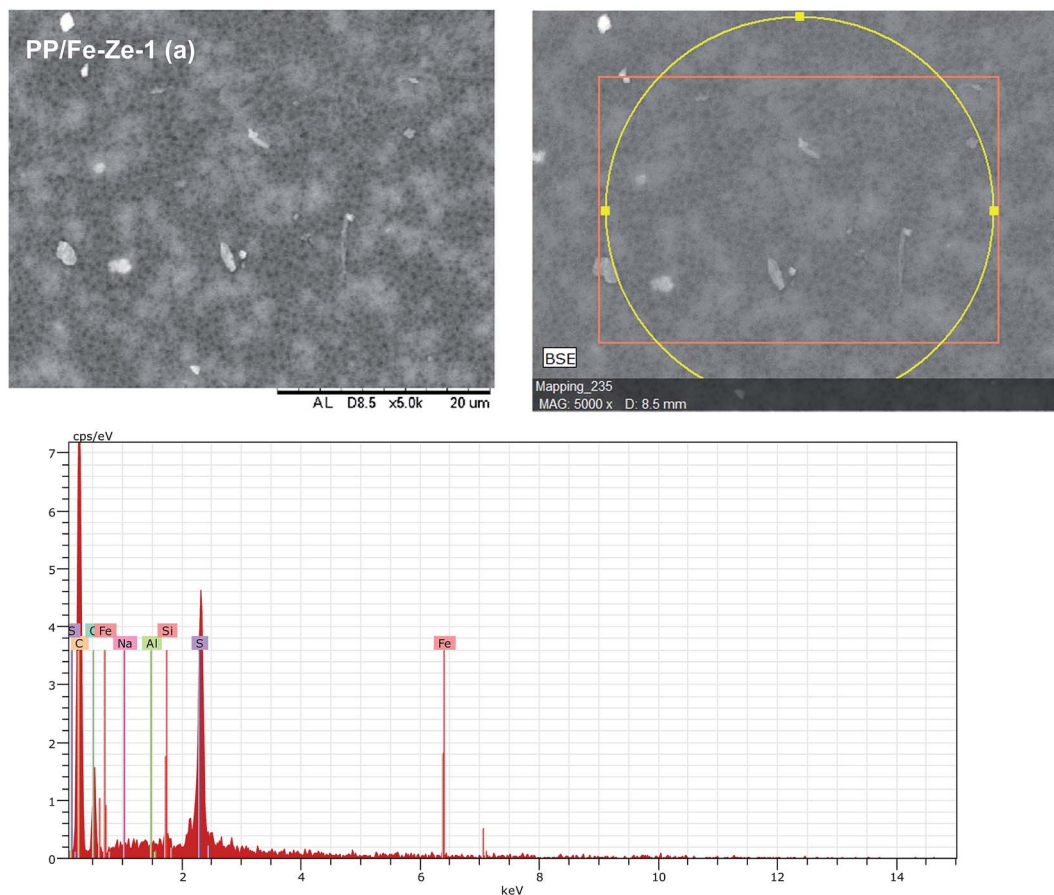 PP/Fe-Ze-1 (a)
AL D8.5 x5.0k 20 um
BSE
Mapping_235
MAG: 5000 x D: 8.5 mm
cps/eV
7
6
5
4
S Fe Si
C Na Al S Fe
3
2
1
0
2 4 6 8 10 12 14
keV